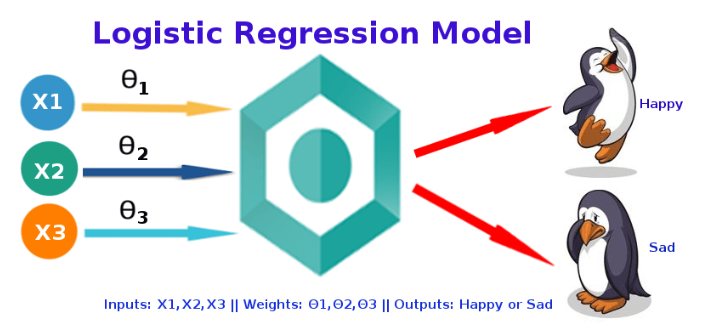 Logistic Regression Model
X1
θ1
X2
θ2
X3
θ3
Happy
Sad
Inputs: X1,X2,X3 || Weights: Θ1,Θ2,Θ3 || Outputs: Happy or Sad